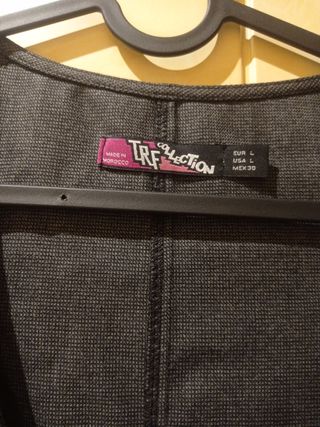 MADE IN
MOROCCO
TRF
COLLECTION
EUR L
USA L
MEX 30